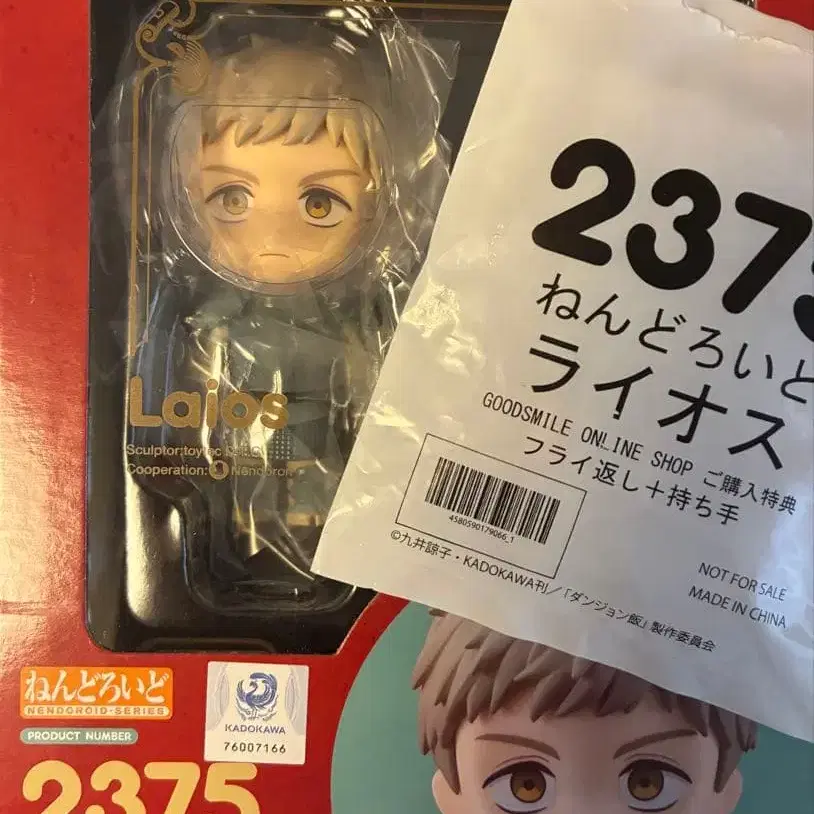 Laios
Sculptor:toytec D.T.C
Cooperation: Nendoron
2375
ねんどろいど
ライオス
GOODSMILE ONLINE SHOP ご購入特典
フライ返し+持ち手
4580590179066_1
©九井諒子・KADOKAWA刊/「ダンジョン飯」製作委員会
NOT FOR SALE
MADE IN CHINA
ねんどろいど
NENDOROID-SERIES
PRODUCT NUMBER
KADOKAWA
76007166
2375